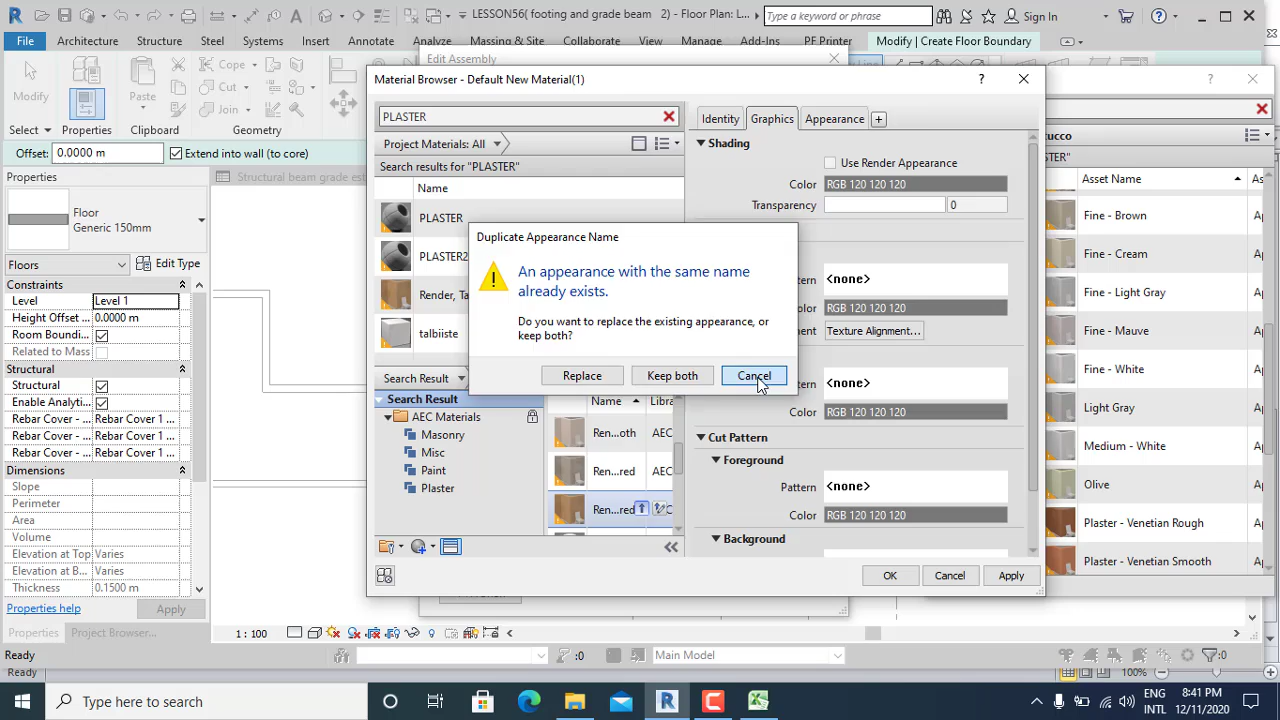 LESSON56( footing and grade beam 2) - Floor Plan: L...
Type a keyword or phrase
Sign In
File
Architecture
Structure
Steel
Systems
Insert
Annotate
Analyze
Massing & Site
Collaborate
View
Manage
Add-Ins
PF Printer
Modify | Create Floor Boundary
Modify
Select
Properties
Paste
Clipboard
Cope
Cut
Join
Geometry
Offset: 0.0000 m
Extend into wall (to core)
Properties
Floor
Generic 150mm
Floors
Edit Type
Constraints
Level Level 1
Height Offset ... 0.0000 m
Room Boundi...
Related to Mass
Structural
Structural
Enable Analyti...
Rebar Cover - ... Rebar Cover 1 ...
Rebar Cover - ... Rebar Cover 1 ...
Rebar Cover - ... Rebar Cover 1 ...
Dimensions
Slope
Perimeter
Area
Volume
Elevation at Top Varies
Elevation at B... Varies
Thickness 0.1500 m
Properties help
Apply
Properties
Project Browser...
Structural beam grade est
Edit Assembly
Material Browser - Default New Material(1)
?
PLASTER
Project Materials: All
Search results for "PLASTER"
Name
PLASTER
PLASTER2
Render, Ta
talbiiste
Search Result
Search Result
AEC Materials
Masonry
Misc
Paint
Plaster
Name
Ren...oth AEC
Ren...red AEC
Ren...red
Identity
Graphics
Appearance
Shading
Use Render Appearance
Color RGB 120 120 120
Transparency 0
<none>
RGB 120 120 120
Texture Alignment...
<none>
Color RGB 120 120 120
Cut Pattern
Foreground
Pattern <none>
Color RGB 120 120 120
Background
OK
Cancel
Apply
Duplicate Appearance Name
An appearance with the same name
already exists.
Do you want to replace the existing appearance, or
keep both?
Replace
Keep both
Cancel
?
tucco
Asset Name
Fine - Brown
Fine - Cream
Fine - Light Gray
Fine - Mauve
Fine - White
Light Gray
Medium - White
Olive
Plaster - Venetian Rough
Plaster - Venetian Smooth
1 : 100
Ready
:0
Main Model
:0
Ready
100%
Type here to search
ENG
INTL
8:41 PM
12/11/2020